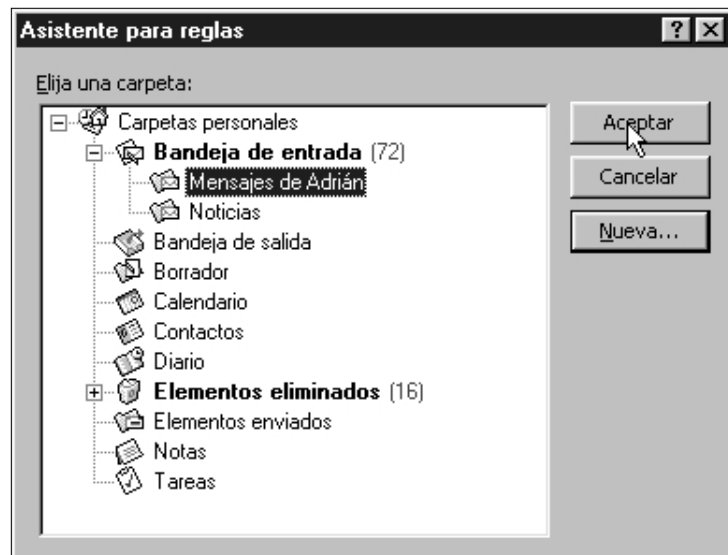 Asistente para reglas
Elija una carpeta:
Carpetas personales
Bandeja de entrada (72)
Mensajes de Adrián
Noticias
Bandeja de salida
Borrador
Calendario
Contactos
Diario
Elementos eliminados (16)
Elementos enviados
Notas
Tareas
Aceptar
Cancelar
Nueva...